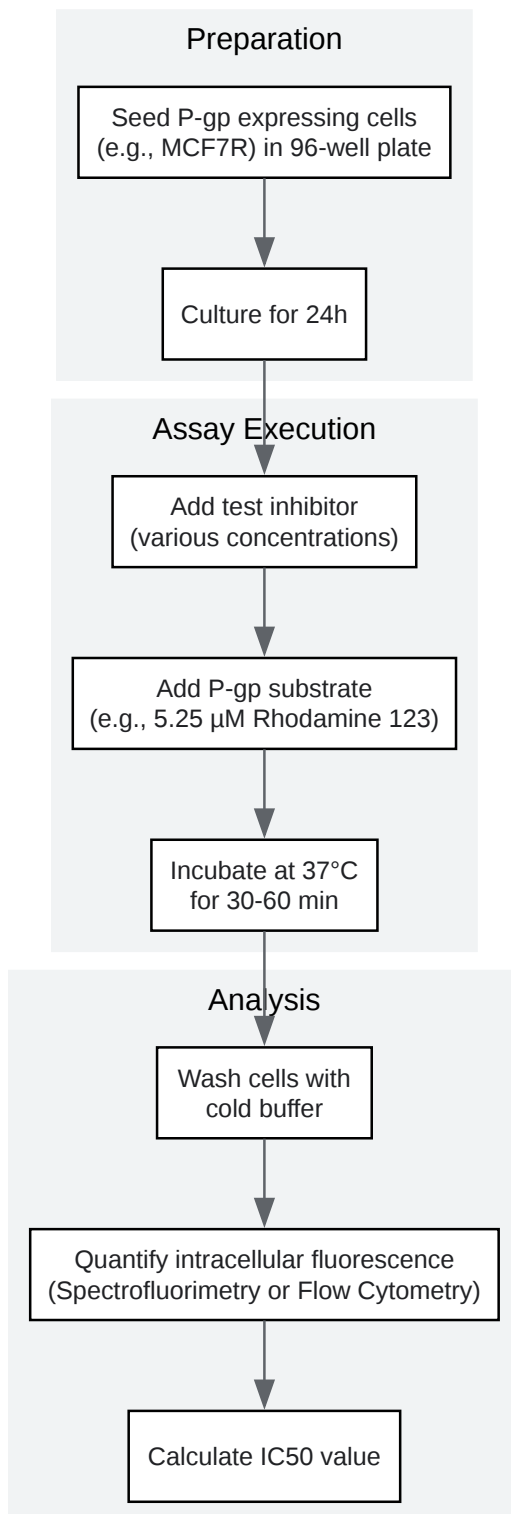 Preparation
Seed P-gp expressing cells
(e.g., MCF7R) in 96-well plate
Culture for 24h
Assay Execution
Add test inhibitor
(various concentrations)
Add P-gp substrate
(e.g., 5.25 µM Rhodamine 123)
Incubate at 37°C
for 30-60 min
Analysis
Wash cells with
cold buffer
Quantify intracellular fluorescence
(Spectrofluorimetry or Flow Cytometry)
Calculate IC50 value